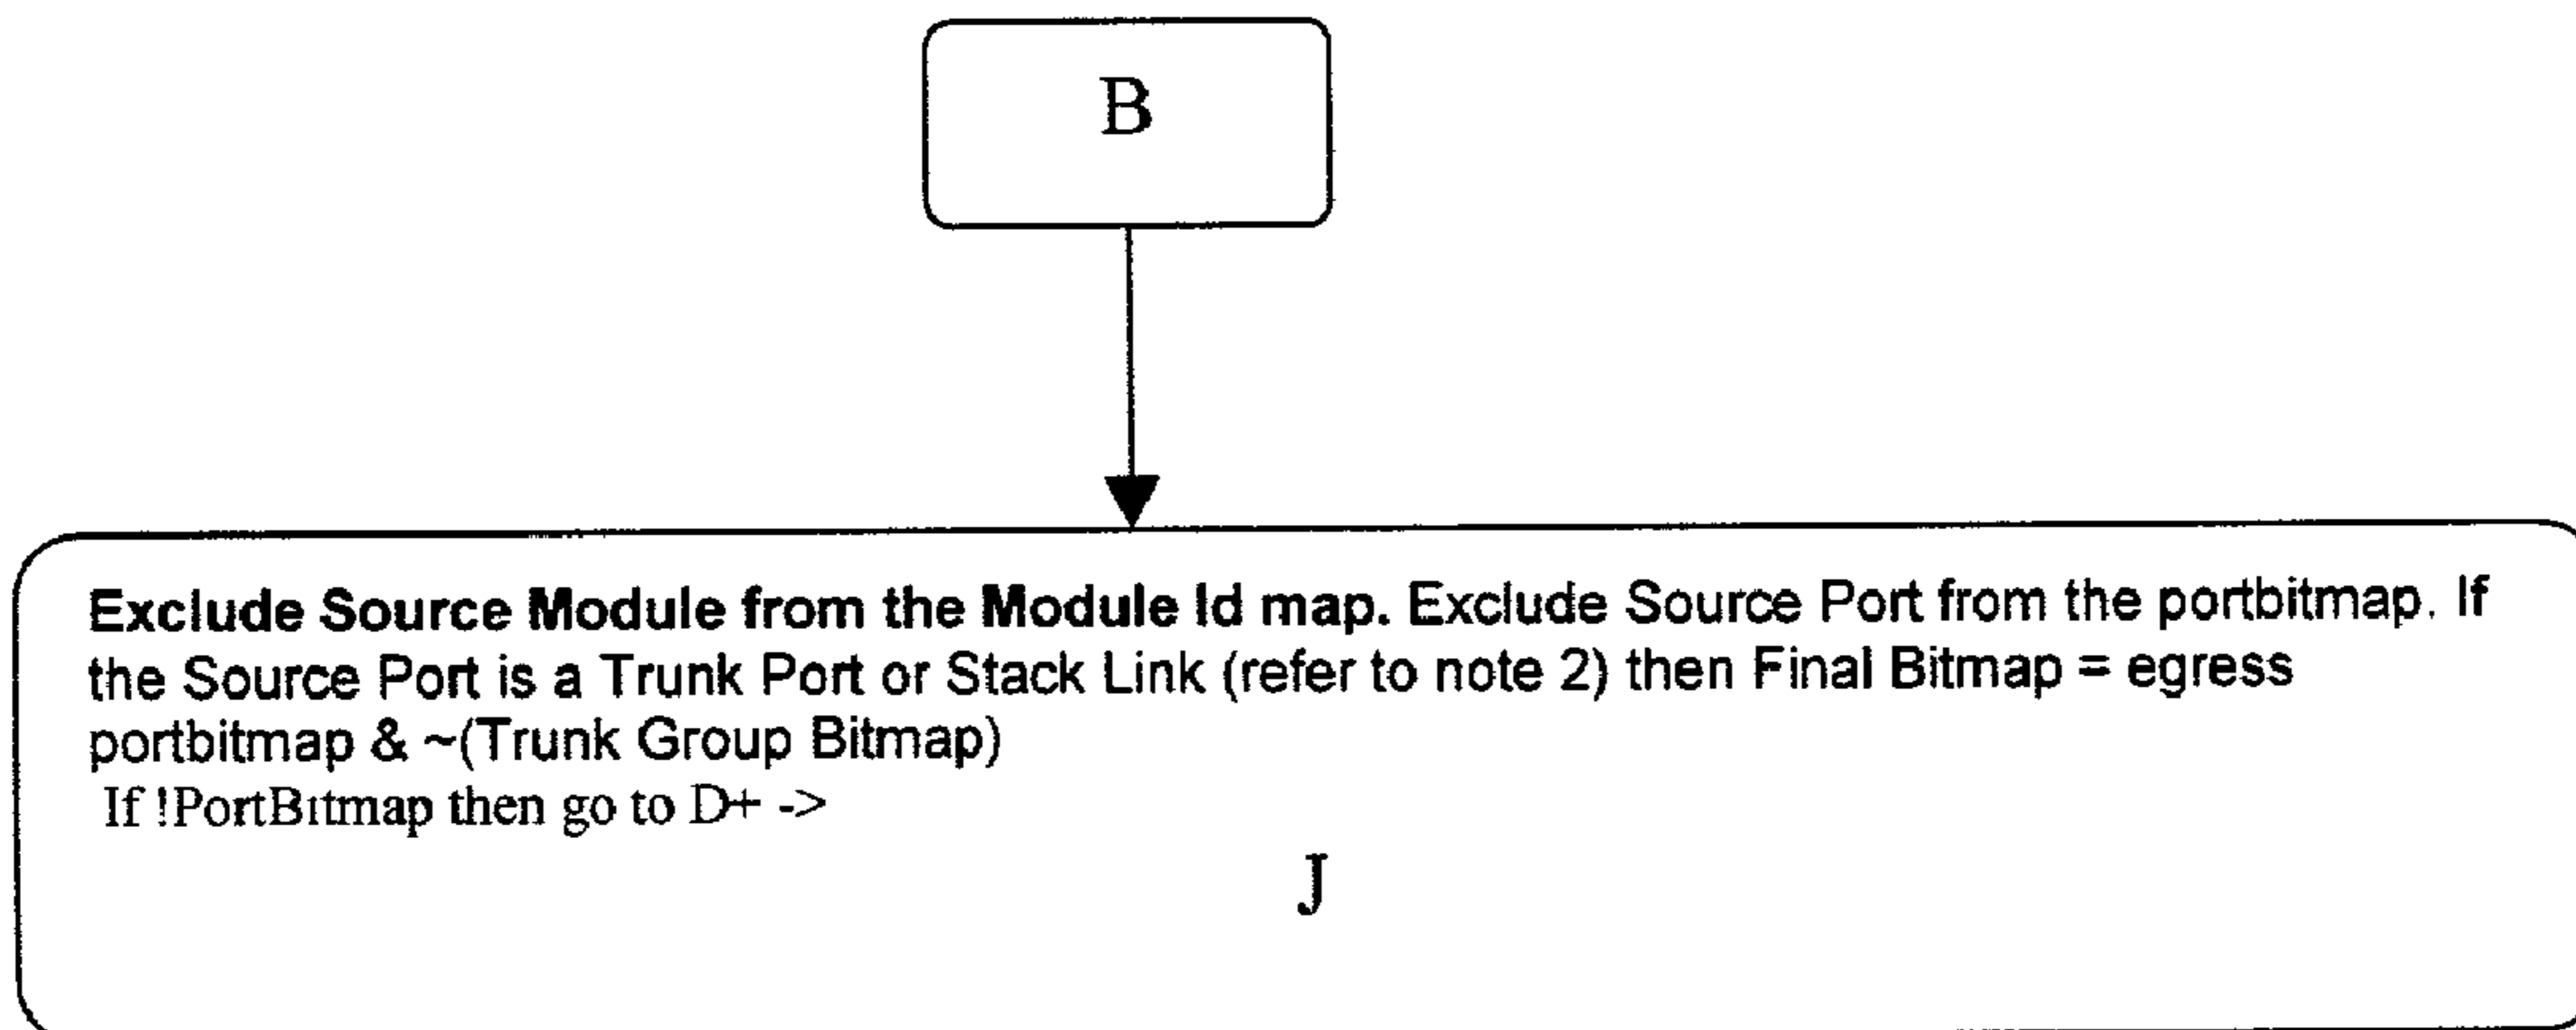 B
Exclude Source Module from the Module Id map. Exclude Source Port from the portbitmap. If
the Source Port is a Trunk Port or Stack Link (refer to note 2) then Final Bitmap = egress
portbitmap & ~(Trunk Group Bitmap)
If !PortBitmap then go to D+ ->
J